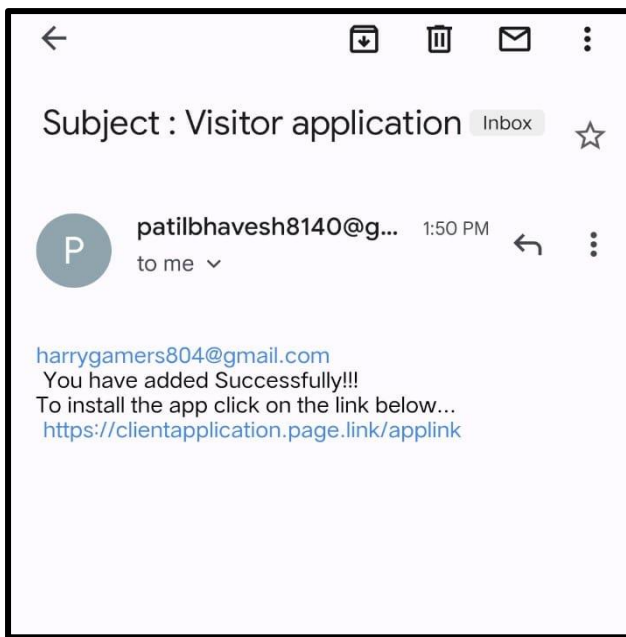 Subject : Visitor application Inbox
P
patilbhavesh8140@g... 1:50 PM
to me
harrygamers804@gmail.com
You have added Successfully!!!
To install the app click on the link below...
https://clientapplication.page.link/applink